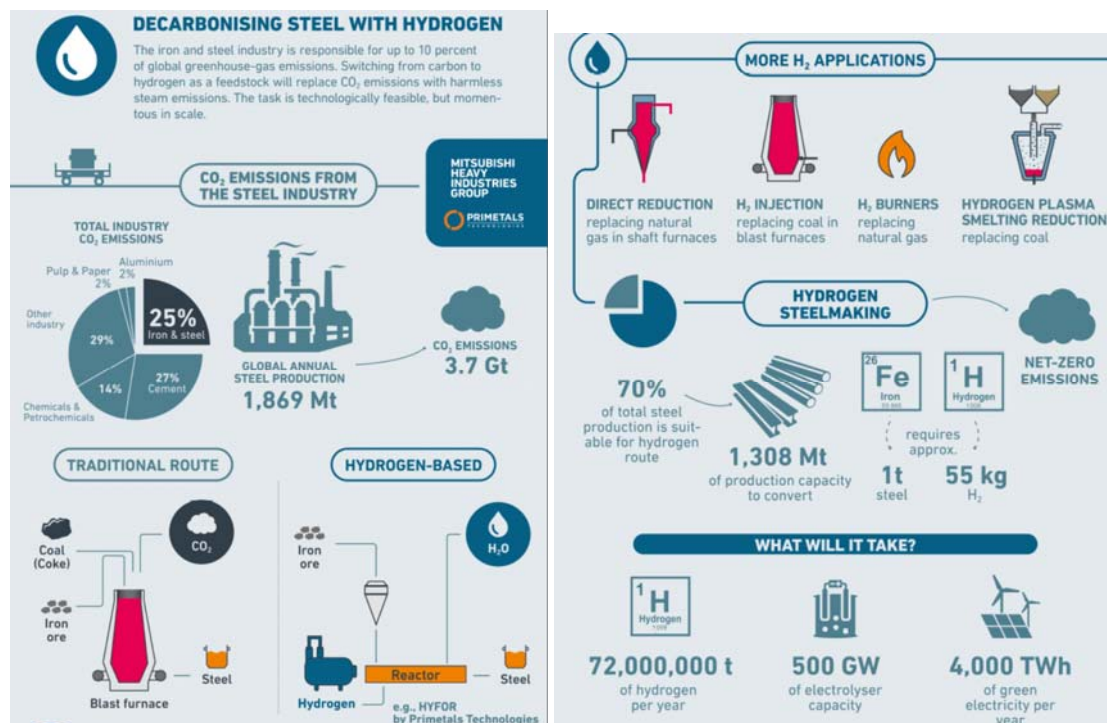 DECARBONISING STEEL WITH HYDROGEN
The iron and steel industry is responsible for up to 10 percent
of global greenhouse-gas emissions. Switching from carbon to
hydrogen as a feedstock will replace CO₂ emissions with harmless
steam emissions. The task is technologically feasible, but momen-
tous in scale.
CO₂ EMISSIONS FROM
THE STEEL INDUSTRY
MITSUBISHI
HEAVY
INDUSTRIES
GROUP
PRIMETALS
TECHNOLOGIES
TOTAL INDUSTRY
CO₂ EMISSIONS
Aluminium
2%
Pulp & Paper
2%
Other
industry
29%
25%
Iron & steel
27%
Cement
14%
Chemicals &
Petrochemicals
GLOBAL ANNUAL
STEEL PRODUCTION
1,869 Mt
CO₂ EMISSIONS
3.7 Gt
TRADITIONAL ROUTE
Coal
(Coke)
CO₂
Iron
ore
Steel
Blast furnace
HYDROGEN-BASED
Iron
ore
H₂O
Reactor
Steel
Hydrogen
e.g., HYFOR
by Primetals Technologies
MORE H₂ APPLICATIONS
DIRECT REDUCTION
replacing natural
gas in shaft furnaces
H₂ INJECTION
replacing coal in
blast furnaces
H₂ BURNERS
replacing
natural gas
HYDROGEN PLASMA
SMELTING REDUCTION
replacing coal
HYDROGEN
STEELMAKING
NET-ZERO
EMISSIONS
70%
of total steel
production is suit-
able for hydrogen
route
1,308 Mt
of production capacity
to convert
26
Fe
Iron
1
H
Hydrogen
requires
approx.
1t
steel
55 kg
H₂
WHAT WILL IT TAKE?
1
H
Hydrogen
72,000,000 t
of hydrogen
per year
500 GW
of electrolyser
capacity
4,000 TWh
of green
electricity per
year